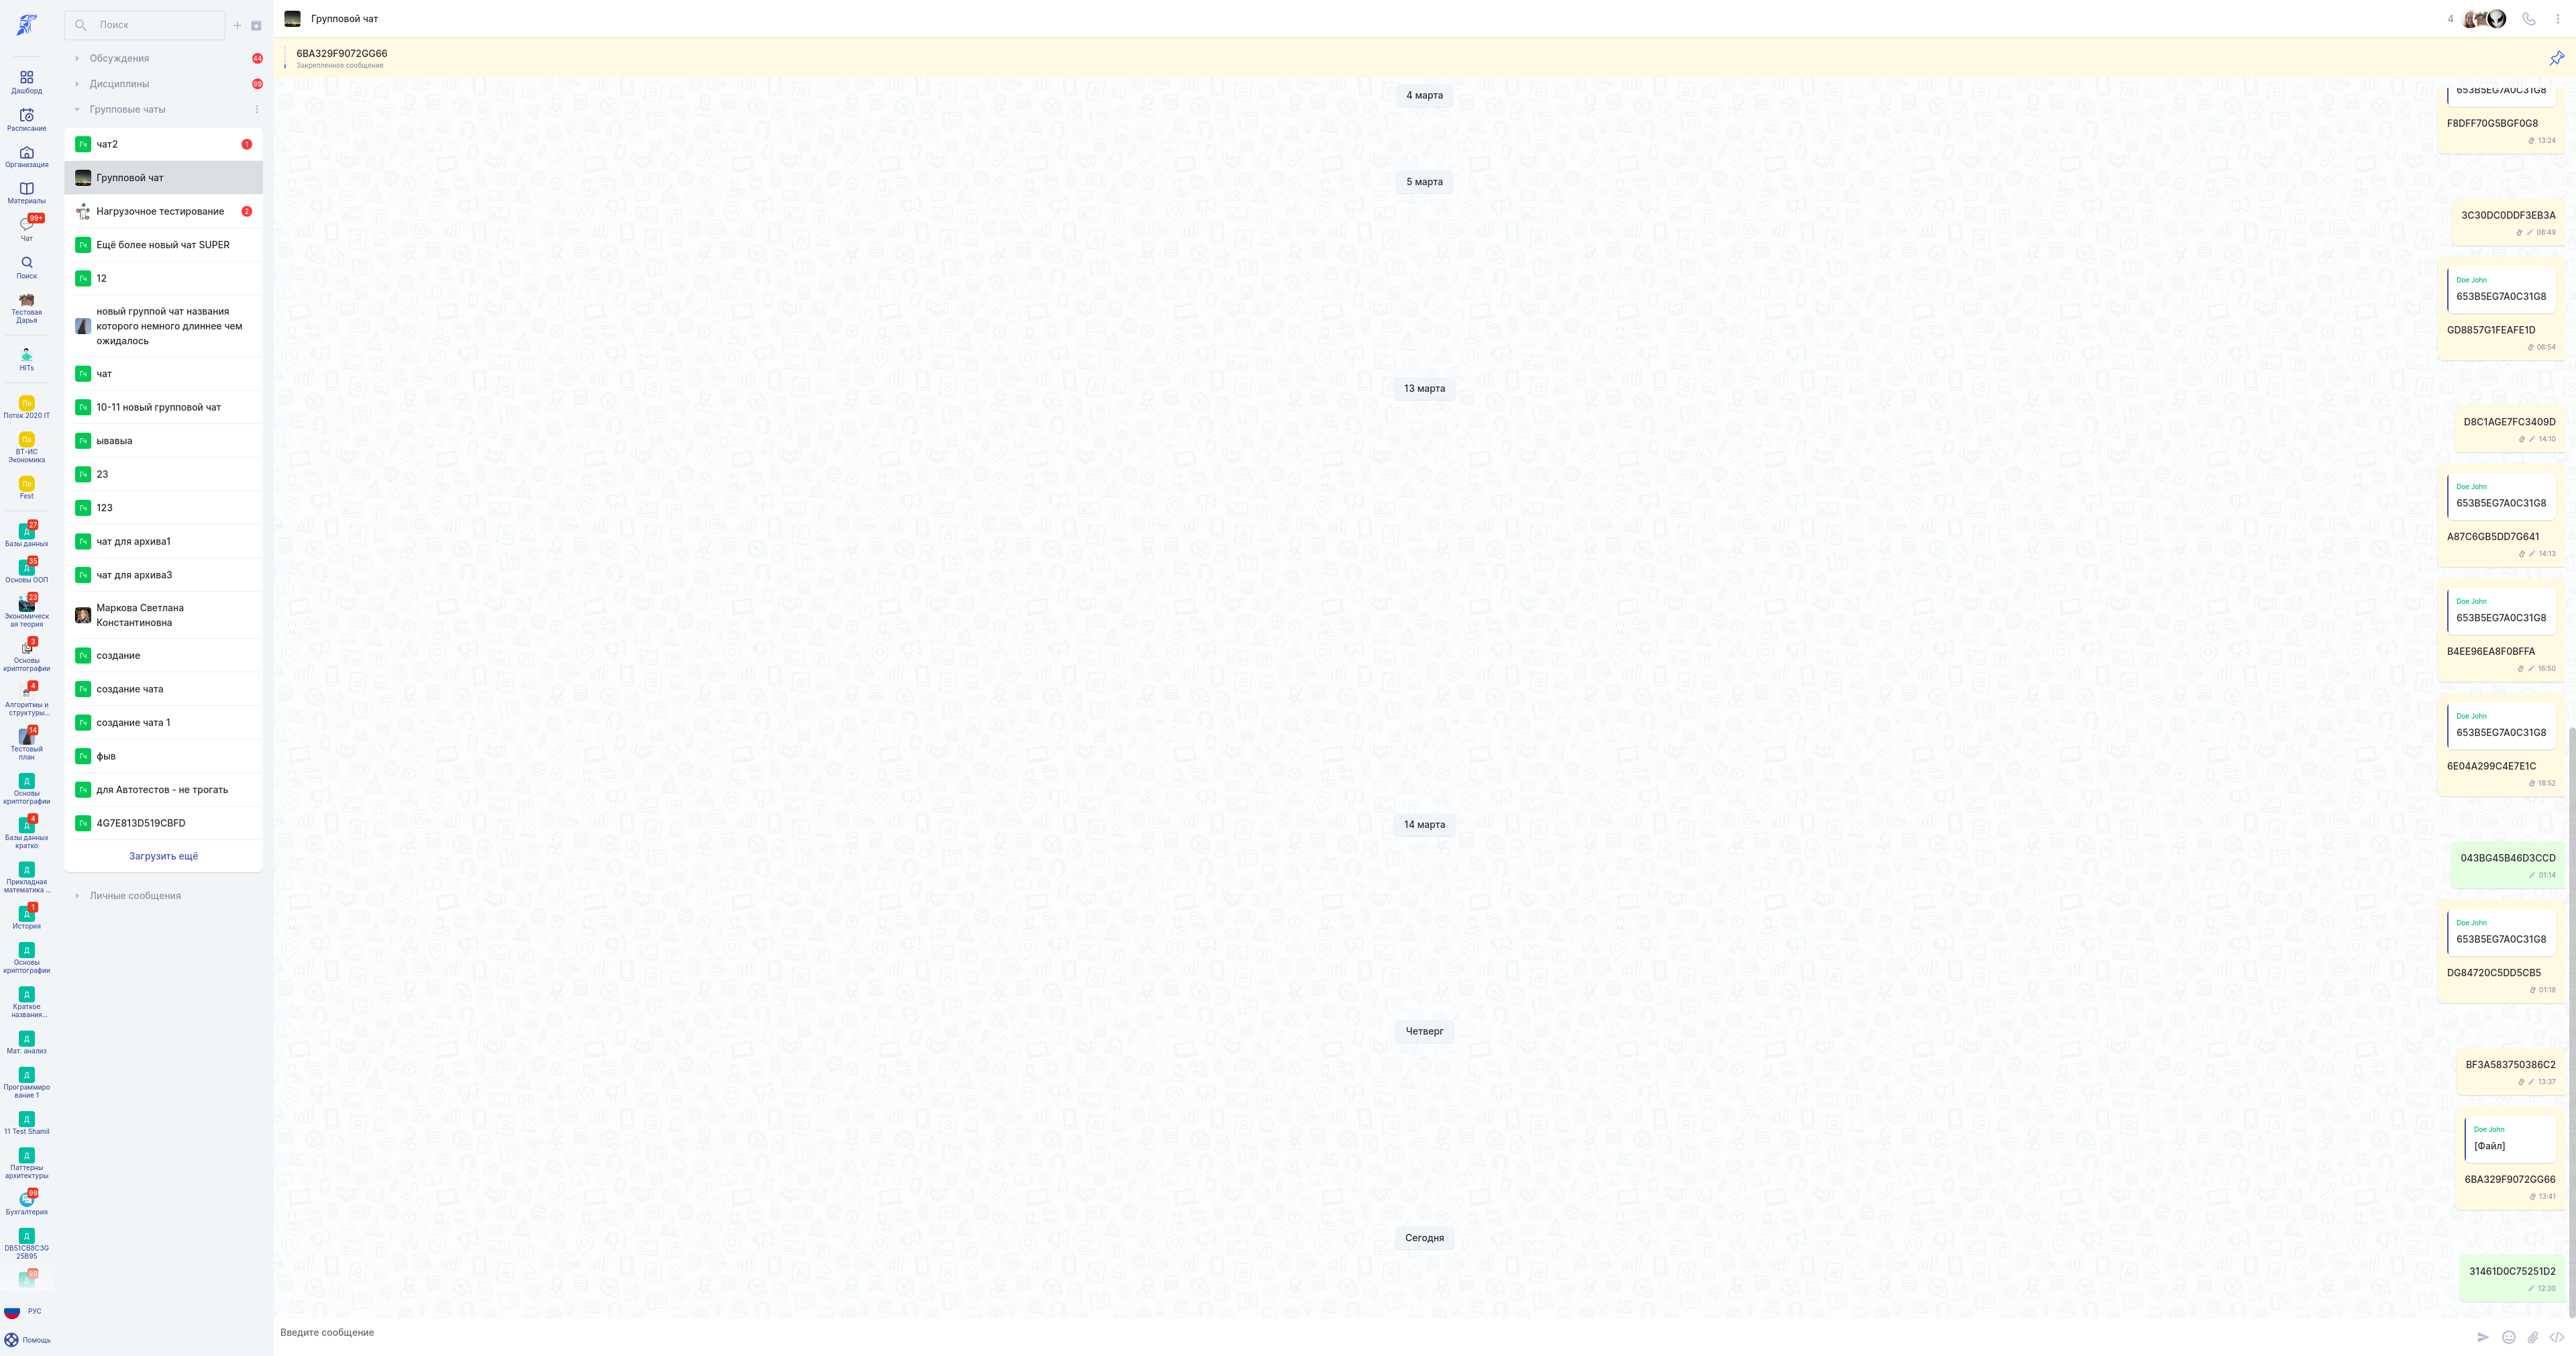 Дашборд
Расписание
Организация
Материалы
99+
Чат
Поиск
Тестовая
Дарья
HITs
По
Поток 2020 IT
По
ВТ-ИС
Экономика
По
Fest
27
Д
Базы данных
35
Д
Основы ООП
23
Экономическ
ая теория
3
Основы
криптографии
4
Алгоритмы и
структуры...
14
Тестовый
план
Д
Основы
криптографии
4
Д
Базы данных
кратко
Д
Прикладная
математика ...
1
Д
История
Д
Основы
криптографии
Д
Краткое
названия...
Д
Мат. анализ
Д
Программиро
вание 1
Д
11 Test Shamil
Д
Паттерны
архитектуры
99
Бухгалтерия
Д
DB51CB8C3G
25B95
99
Д
РУС
Помощь
Поиск
Обсуждения 44
Дисциплины 99
Групповые чаты
Гч чат2 1
Групповой чат
Нагрузочное тестирование 2
Гч Ещё более новый чат SUPER
Гч 12
новый группой чат названия
которого немного длиннее чем
ожидалось
Гч чат
Гч 10-11 новый групповой чат
Гч ывавыа
Гч 23
Гч 123
Гч чат для архива1
Гч чат для архива3
Маркова Светлана
Константиновна
Гч создание
Гч создание чата
Гч создание чата 1
Гч фыв
Гч для Автотестов - не трогать
Гч 4G7E813D519CBFD
Загрузить ещё
Личные сообщения
Групповой чат 4
6BA329F9072GG66
Закрепленное сообщение
4 марта
653B5EG7A0C31G8
F8DFF70G5BGF0G8
13:24
5 марта
3C30DC0DDF3EB3A
08:49
Doe John
653B5EG7A0C31G8
GD8857G1FEAFE1D
08:54
13 марта
D8C1AGE7FC3409D
14:10
Doe John
653B5EG7A0C31G8
A87C6GB5DD7G641
14:13
Doe John
653B5EG7A0C31G8
B4EE96EA8F0BFFA
16:50
Doe John
653B5EG7A0C31G8
6E04A299C4E7E1C
18:52
14 марта
043BG45B46D3CCD
01:14
Doe John
653B5EG7A0C31G8
DG84720C5DD5CB5
01:18
Четверг
BF3A583750386C2
13:37
Doe John
[Файл]
6BA329F9072GG66
13:41
Сегодня
31461D0C75251D2
12:30
Введите сообщение